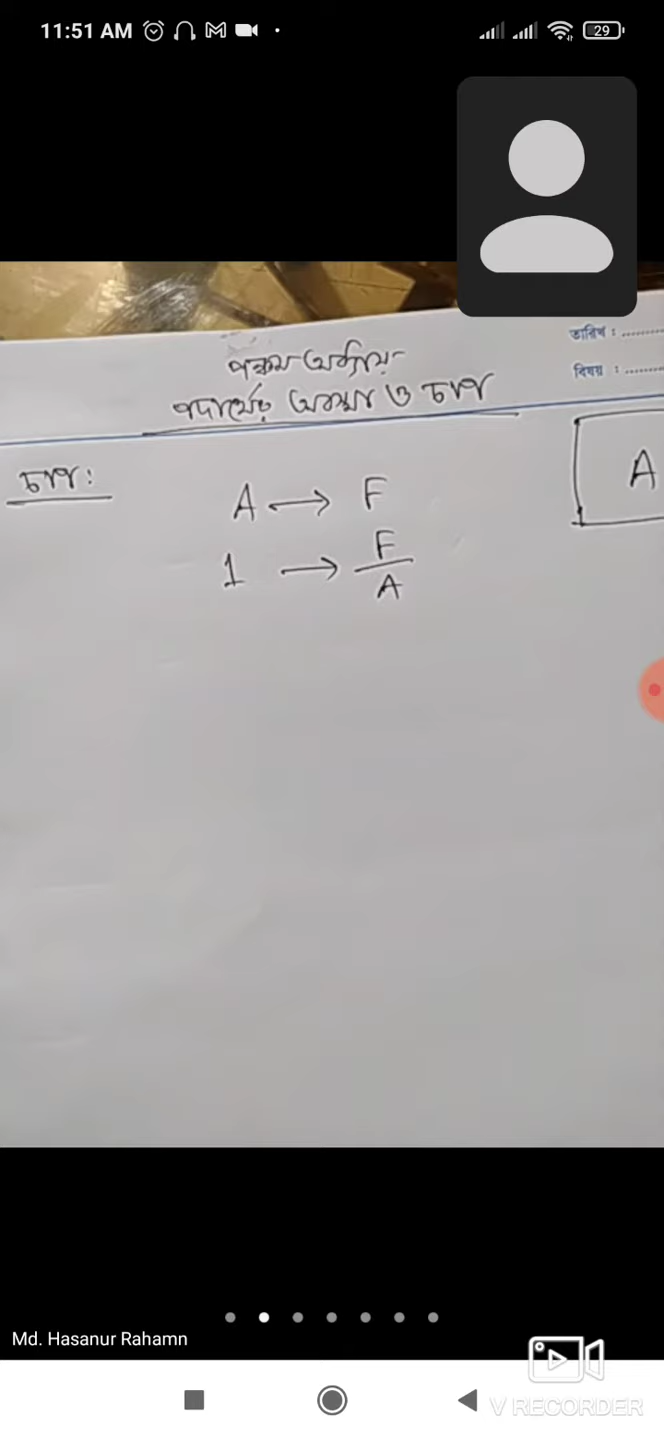 11:51 AM
29
তারিখ : ........
বিষয় : ........
পঞ্চম অধ্যায়
পদার্থের অবস্থা ও চাপ
চাপ :
A → F
A
1 → F/A
Md. Hasanur Rahamn
V RECORDER